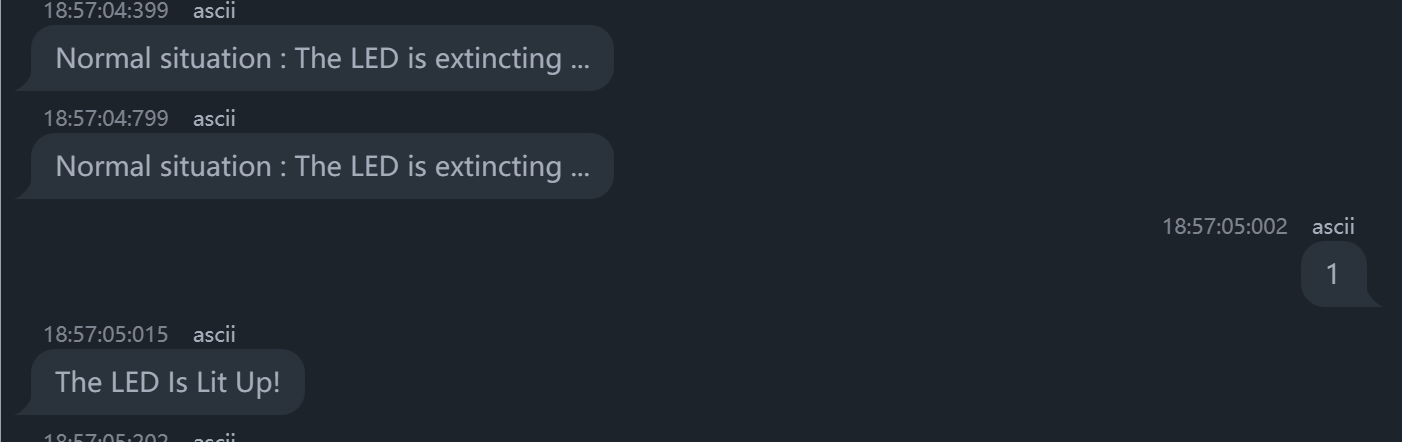 18:57:04:399 ascii
Normal situation : The LED is extincting ...
18:57:04:799 ascii
Normal situation : The LED is extincting ...
18:57:05:002 ascii
1
18:57:05:015 ascii
The LED Is Lit Up!
18:57:05:202 ascii